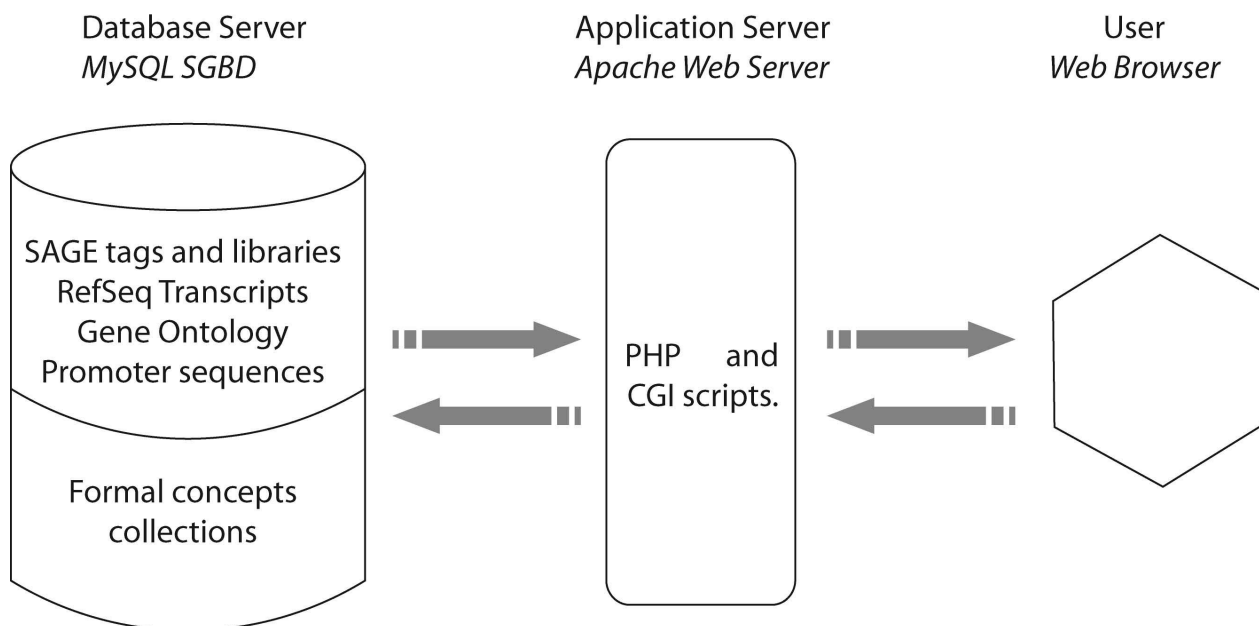 Database Server
MySQL SGBD
Application Server
Apache Web Server
User
Web Browser
SAGE tags and libraries
RefSeq Transcripts
Gene Ontology
Promoter sequences
Formal concepts
collections
PHP and
CGI scripts.